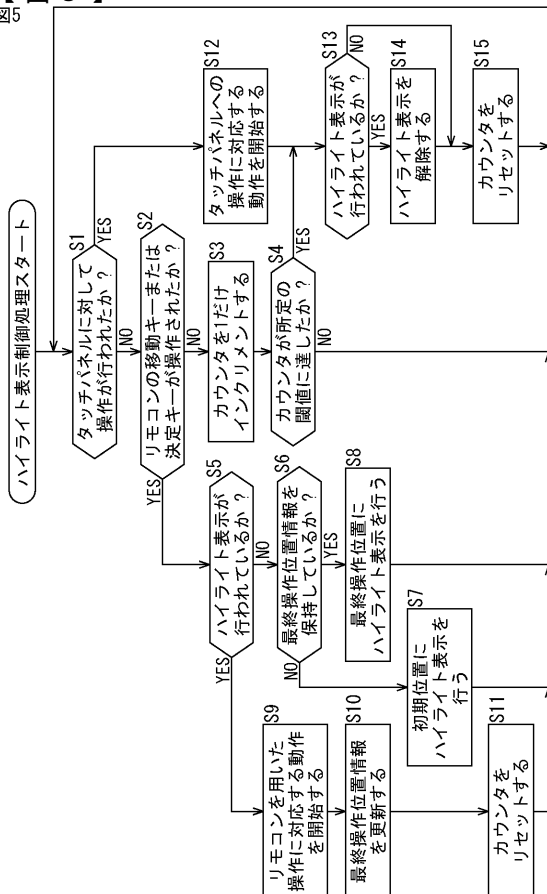 図5
ハイライト表示制御処理スタート
S1
タッチパネルに対して
操作が行われたか？
YES
NO
S2
リモコンの移動キーまたは
決定キーが操作されたか？
YES
NO
S3
カウンタを1だけ
インクリメントする
S4
カウンタが所定の
閾値に達したか？
YES
NO
S5
ハイライト表示が
行われているか？
YES
NO
S6
最終操作位置情報を
保持しているか？
NO
YES
S7
初期位置に
ハイライト表示を
行う
S8
最終操作位置に
ハイライト表示を行う
S9
リモコンを用いた
操作に対応する動作
を開始する
S10
最終操作位置情報
を更新する
S11
カウンタを
リセットする
S12
タッチパネルへの
操作に対応する
動作を開始する
S13
ハイライト表示が
行われているか？
NO
YES
S14
ハイライト表示を
解除する
S15
カウンタを
リセットする